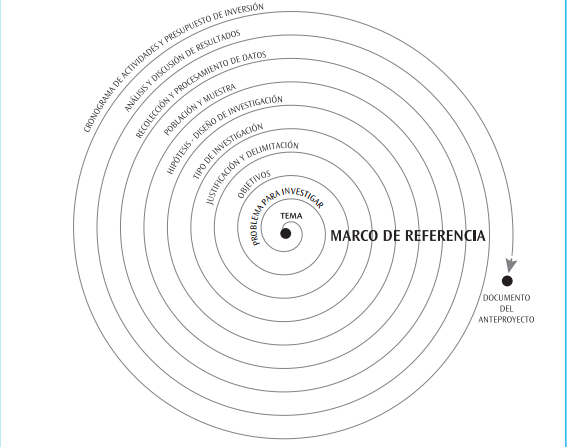 CRONOGRAMA DE ACTIVIDADES Y PRESUPUESTO DE INVERSIÓN
ANÁLISIS Y DISCUSIÓN DE RESULTADOS
RECOLECCIÓN Y PROCESAMIENTO DE DATOS
POBLACIÓN Y MUESTRA
HIPÓTESIS - DISEÑO DE INVESTIGACIÓN
TIPO DE INVESTIGACIÓN
JUSTIFICACIÓN Y DELIMITACIÓN
OBJETIVOS
PROBLEMA PARA INVESTIGAR
TEMA
MARCO DE REFERENCIA
DOCUMENTO
DEL
ANTEPROYECTO